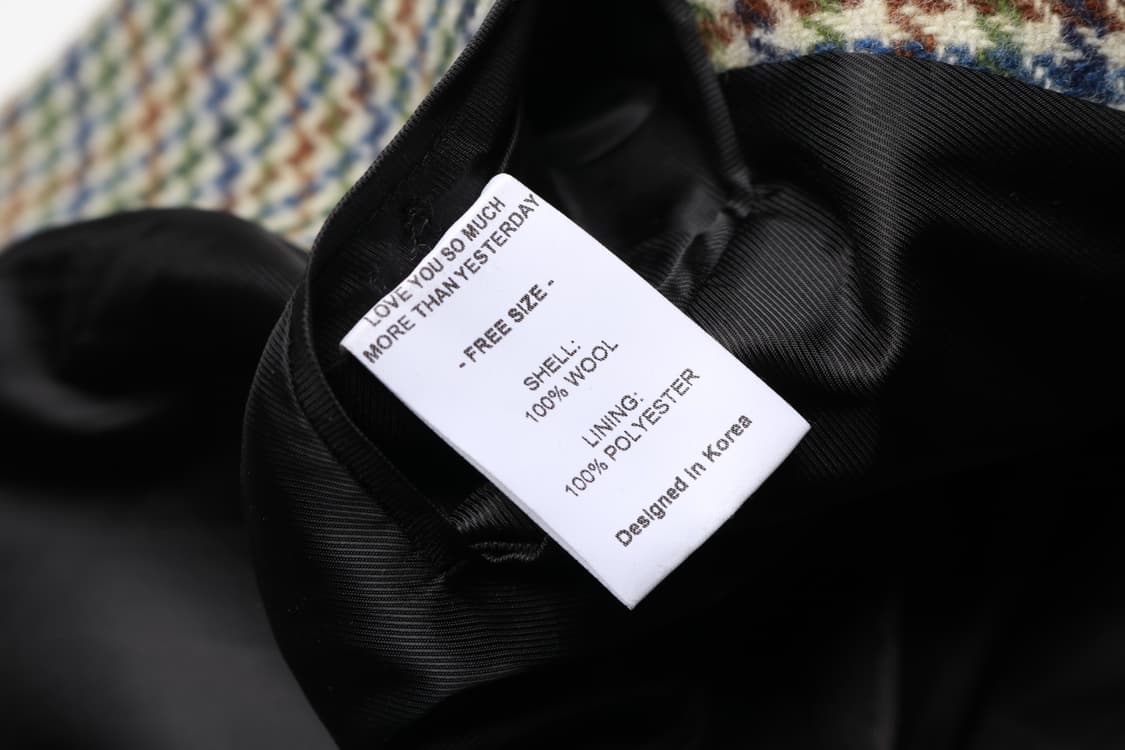 LOVE YOU SO MUCH
MORE THAN YESTERDAY
- FREE SIZE -
SHELL:
100% WOOL
LINING:
100% POLYESTER
Designed in Korea